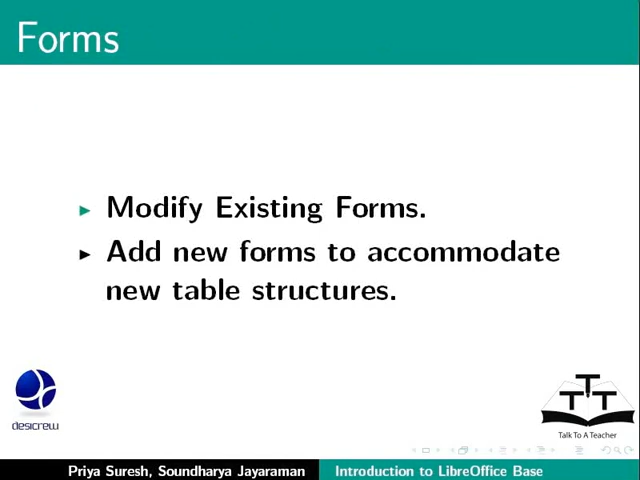 Forms
Modify Existing Forms.
Add new forms to accommodate
new table structures.
desicrew
T T T
Talk To A Teacher
Priya Suresh, Soundharya Jayaraman
Introduction to LibreOffice Base